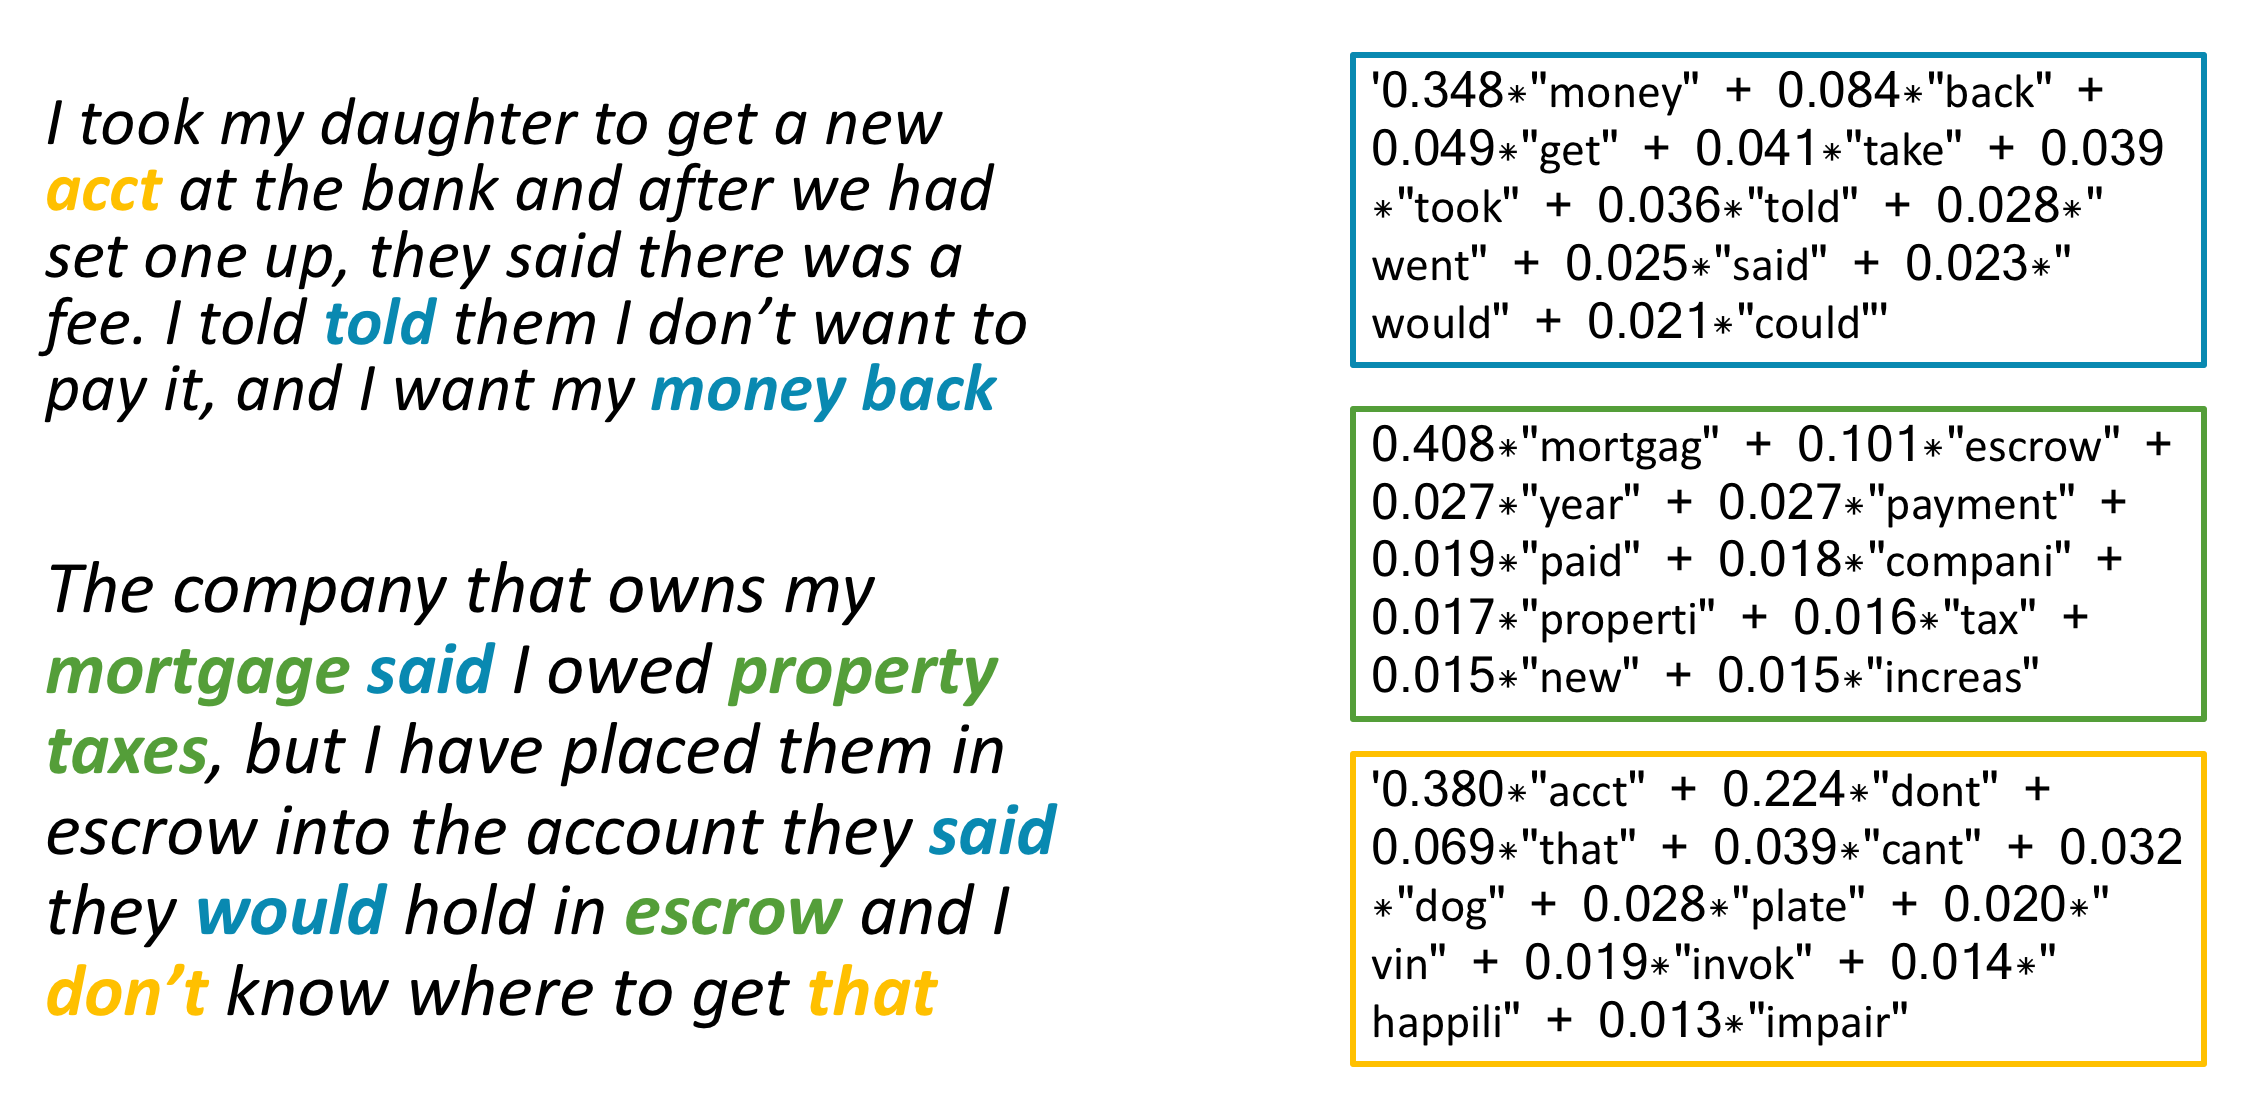 I took my daughter to get a new
acct at the bank and after we had
set one up, they said there was a
fee. I told told them I don’t want to
pay it, and I want my money back
The company that owns my
mortgage said I owed property
taxes, but I have placed them in
escrow into the account they said
they would hold in escrow and I
don’t know where to get that
'0.348*"money" + 0.084*"back" +
0.049*"get" + 0.041*"take" + 0.039
*"took" + 0.036*"told" + 0.028*"
went" + 0.025*"said" + 0.023*"
would" + 0.021*"could"'
0.408*"mortgag" + 0.101*"escrow" +
0.027*"year" + 0.027*"payment" +
0.019*"paid" + 0.018*"compani" +
0.017*"properti" + 0.016*"tax" +
0.015*"new" + 0.015*"increas"
'0.380*"acct" + 0.224*"dont" +
0.069*"that" + 0.039*"cant" + 0.032
*"dog" + 0.028*"plate" + 0.020*"
vin" + 0.019*"invok" + 0.014*"
happili" + 0.013*"impair"